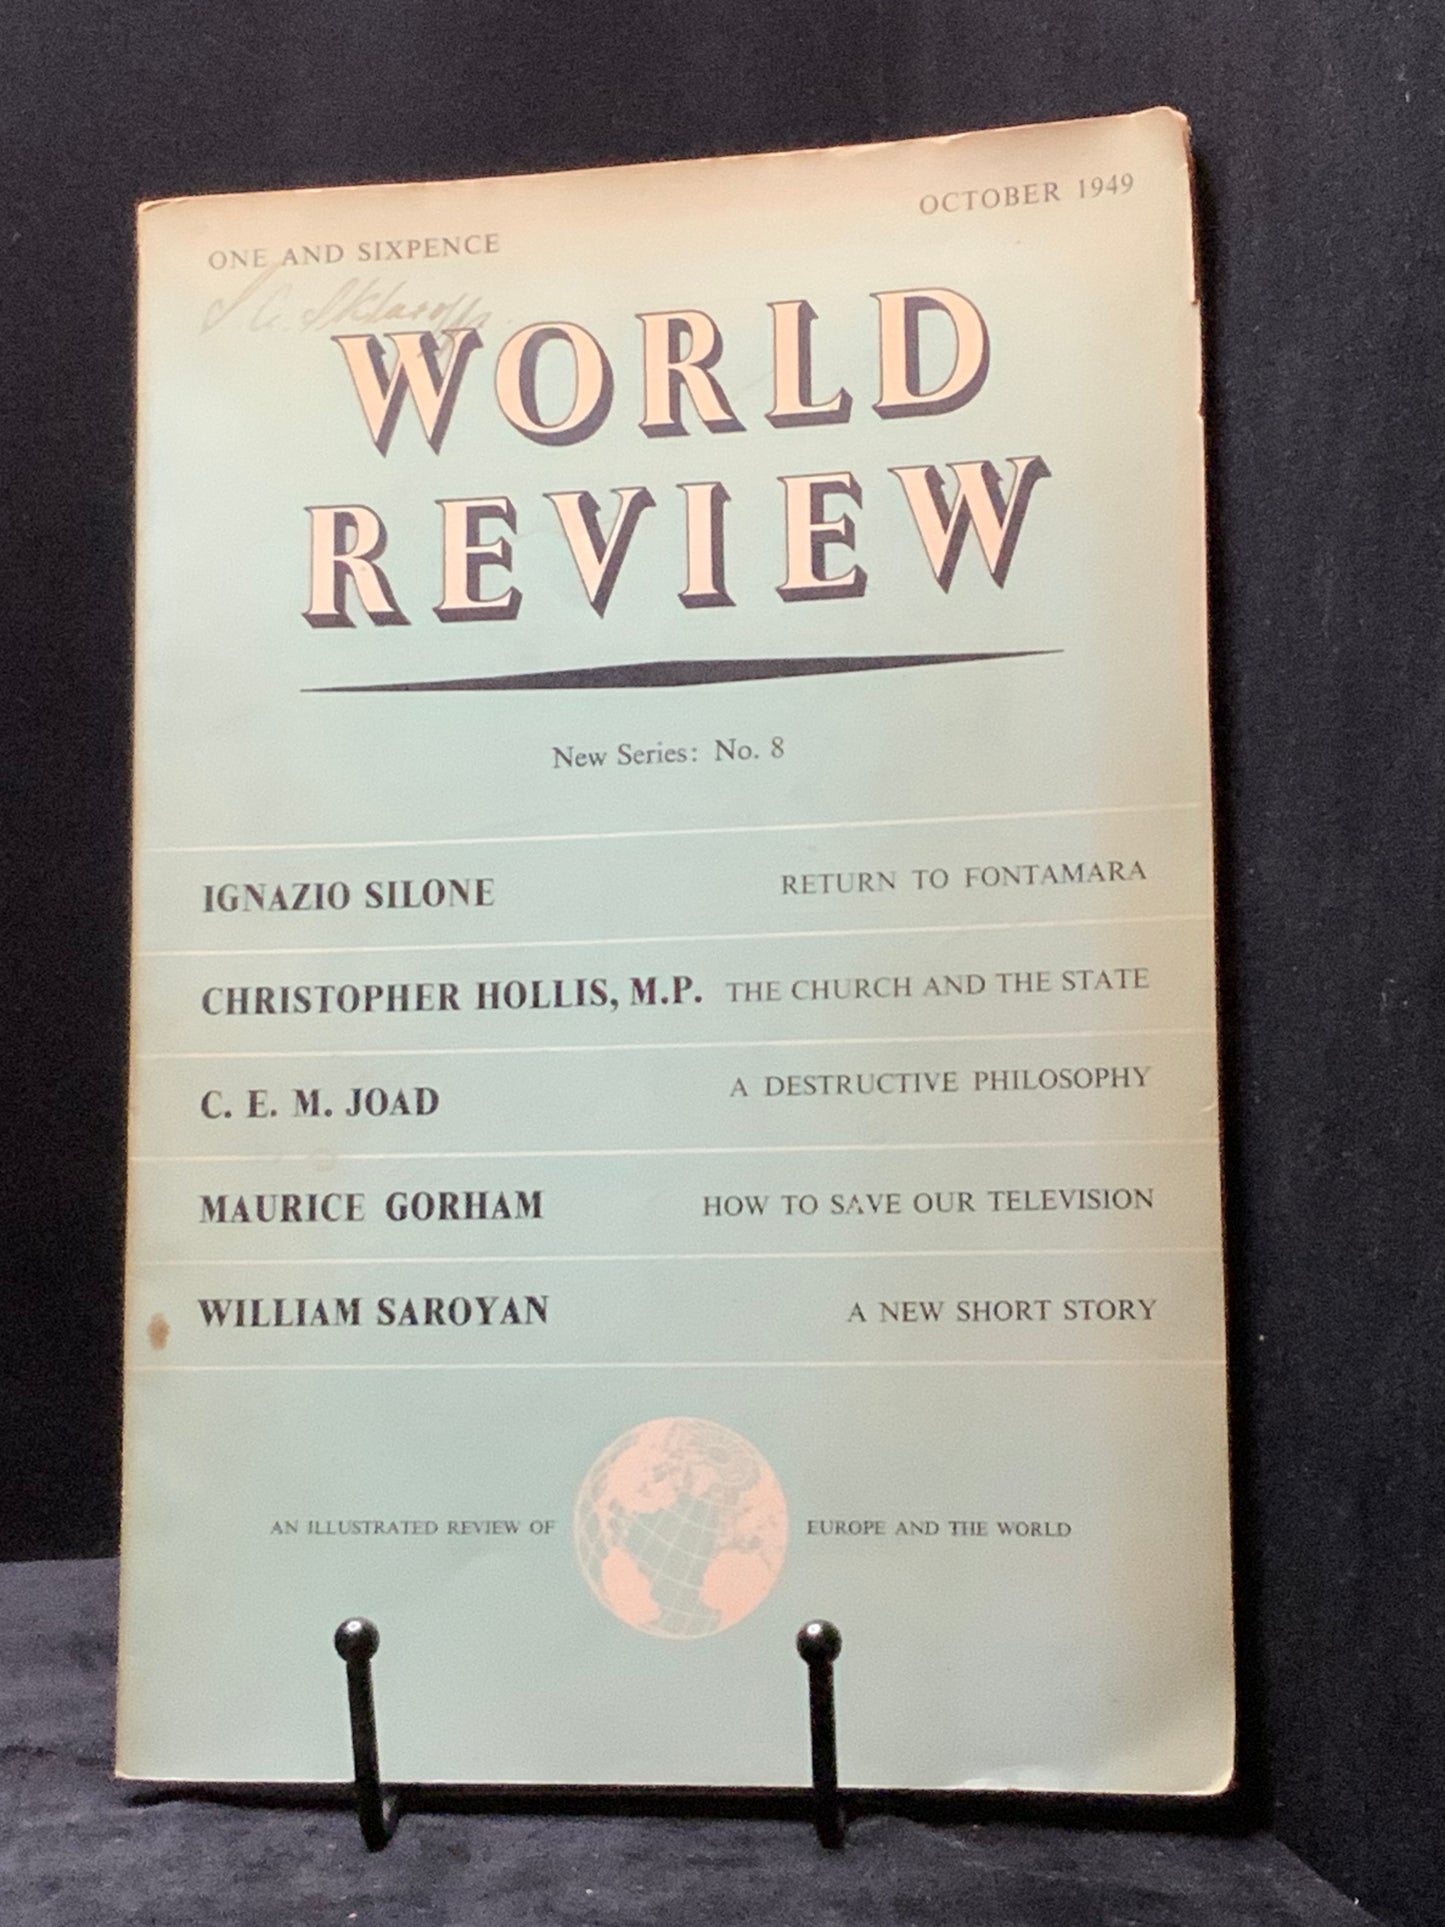 OCTOBER 1949
ONE AND SIXPENCE
WORLD
REVIEW
New Series: No. 8
IGNAZIO SILONE RETURN TO FONTAMARA
CHRISTOPHER HOLLIS, M.P. THE CHURCH AND THE STATE
C. E. M. JOAD A DESTRUCTIVE PHILOSOPHY
MAURICE GORHAM HOW TO SAVE OUR TELEVISION
WILLIAM SAROYAN A NEW SHORT STORY
AN ILLUSTRATED REVIEW OF EUROPE AND THE WORLD